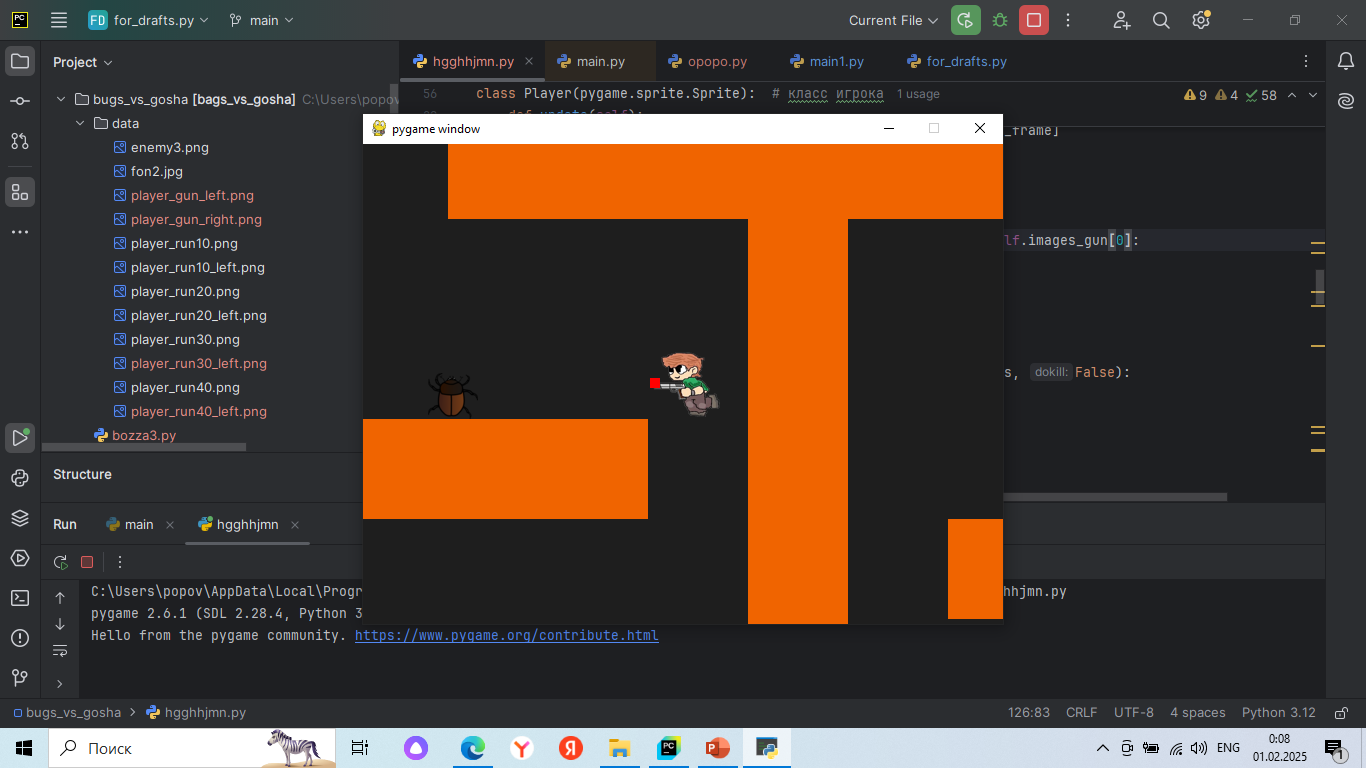 PC
FD
for_drafts.py
main
Current File
Project
hgghhjmn.py
main.py
opopo.py
main1.py
for_drafts.py
bugs_vs_gosha [bags_vs_gosha] C:\Users\popov
56 class Player(pygame.sprite.Sprite): # класс игрока 1 usage
9 4 58
data
def update(self):
_frame]
pygame window
enemy3.png
fon2.jpg
player_gun_left.png
player_gun_right.png
player_run10.png
lf.images_gun[0]:
player_run10_left.png
player_run20.png
player_run20_left.png
player_run30.png
player_run30_left.png
s, dokill: False):
player_run40.png
player_run40_left.png
bozza3.py
Structure
Run
main
hgghhjmn
C:\Users\popov\AppData\Local\Progr
hhjmn.py
pygame 2.6.1 (SDL 2.28.4, Python 3
Hello from the pygame community. https://www.pygame.org/contribute.html
bugs_vs_gosha
hgghhjmn.py
126:83 CRLF UTF-8 4 spaces Python 3.12
Поиск
Y
Я
PC
P
ENG
0:08
01.02.2025
1